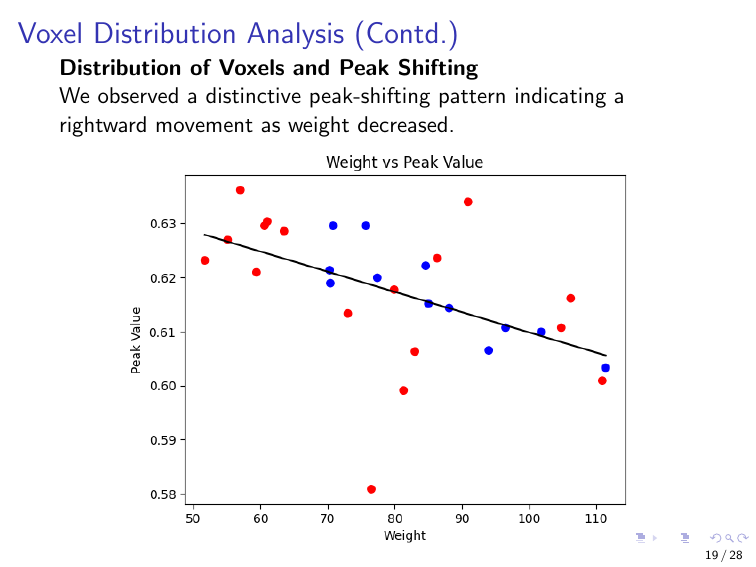 Voxel Distribution Analysis (Contd.)
Distribution of Voxels and Peak Shifting
We observed a distinctive peak-shifting pattern indicating a
rightward movement as weight decreased.
Weight vs Peak Value
0.63
0.62
0.61
0.60
0.59
0.58
Peak Value
50 60 70 80 90 100 110
Weight
19 / 28